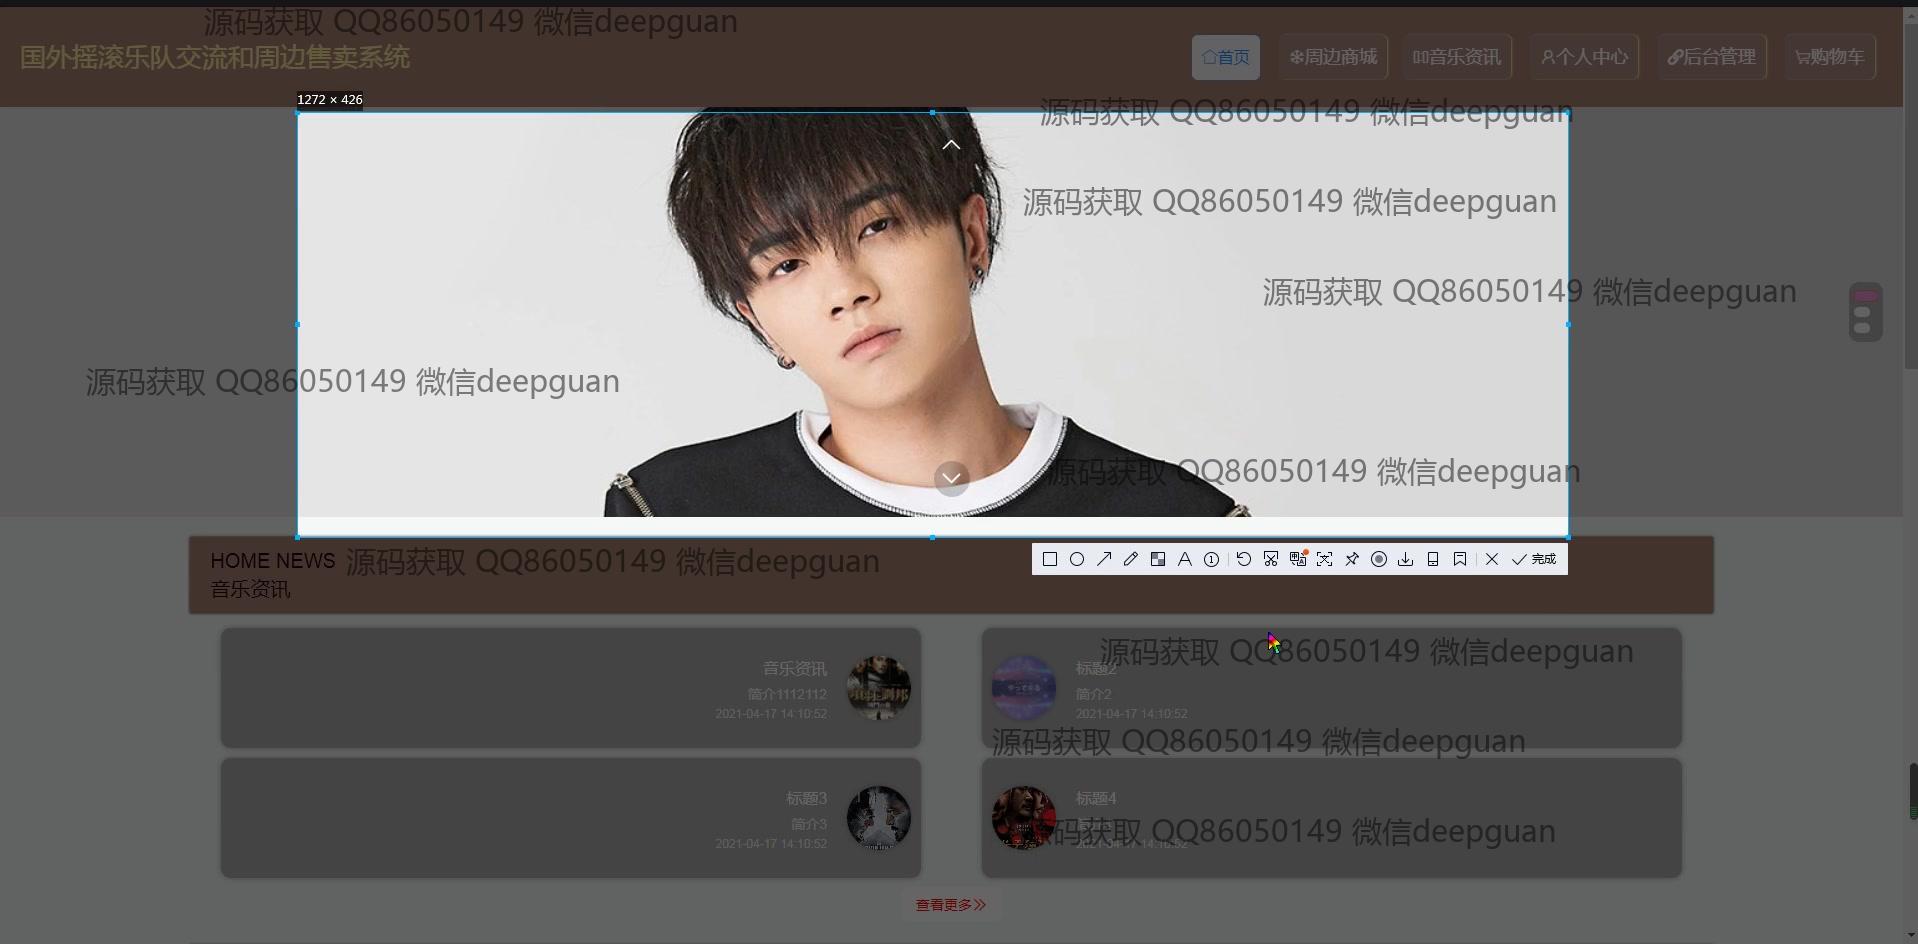 源码获取 QQ86050149 微信deepguan
国外摇滚乐队交流和周边售卖系统
首页
周边商城
音乐资讯
个人中心
后台管理
购物车
1272 × 426
源码获取 QQ86050149 微信deepguan
源码获取 QQ86050149 微信deepguan
源码获取 QQ86050149 微信deepguan
源码获取 QQ86050149 微信deepguan
源码获取 QQ86050149 微信deepguan
HOME NEWS
源码获取 QQ86050149 微信deepguan
音乐资讯
完成
音乐资讯
简介1112112
2021-04-17 14:10:52
源码获取 QQ86050149 微信deepguan
标题2
简介2
2021-04-17 14:10:52
源码获取 QQ86050149 微信deepguan
标题3
简介3
2021-04-17 14:10:52
标题4
源码获取 QQ86050149 微信deepguan
2021-04-17 14:10:52
查看更多